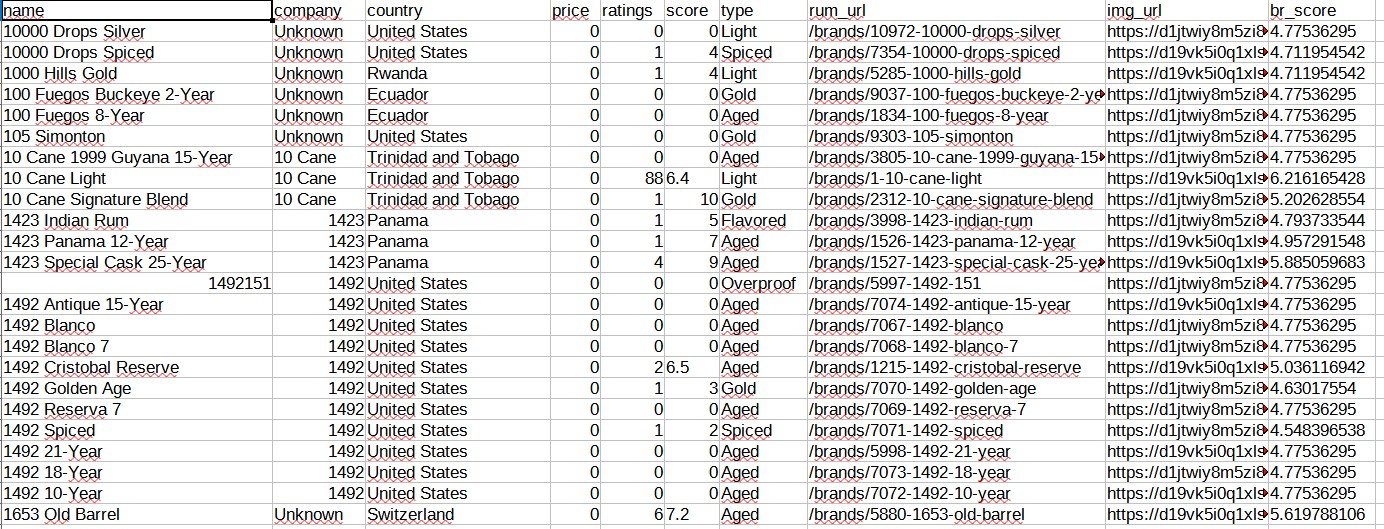 name company country price ratings score type rum_url img_url br_score
10000 Drops Silver Unknown United States 0 0 0 Light /brands/10972-10000-drops-silver https://d1jtwiy8m5zi8 4.77536295
10000 Drops Spiced Unknown United States 0 1 4 Spiced /brands/7354-10000-drops-spiced https://d19vk5i0q1xls 4.711954542
1000 Hills Gold Unknown Rwanda 0 1 4 Light /brands/5285-1000-hills-gold https://d19vk5i0q1xls 4.711954542
100 Fuegos Buckeye 2-Year Unknown Ecuador 0 0 0 Gold /brands/9037-100-fuegos-buckeye-2-ye https://d1jtwiy8m5zi8 4.77536295
100 Fuegos 8-Year Unknown Ecuador 0 0 0 Aged /brands/1834-100-fuegos-8-year https://d1jtwiy8m5zi8 4.77536295
105 Simonton Unknown United States 0 0 0 Gold /brands/9303-105-simonton https://d1jtwiy8m5zi8 4.77536295
10 Cane 1999 Guyana 15-Year 10 Cane Trinidad and Tobago 0 0 0 Aged /brands/3805-10-cane-1999-guyana-15- https://d1jtwiy8m5zi8 4.77536295
10 Cane Light 10 Cane Trinidad and Tobago 0 88 6.4 Light /brands/1-10-cane-light https://d19vk5i0q1xls 6.216165428
10 Cane Signature Blend 10 Cane Trinidad and Tobago 0 1 10 Gold /brands/2312-10-cane-signature-blend https://d19vk5i0q1xls 5.202628554
1423 Indian Rum 1423 Panama 0 1 5 Flavored /brands/3998-1423-indian-rum https://d19vk5i0q1xls 4.793733544
1423 Panama 12-Year 1423 Panama 0 1 7 Aged /brands/1526-1423-panama-12-year https://d19vk5i0q1xls 4.957291548
1423 Special Cask 25-Year 1423 Panama 0 4 9 Aged /brands/1527-1423-special-cask-25-yea https://d19vk5i0q1xls 5.885059683
1492151 1492 United States 0 0 0 Overproof /brands/5997-1492-151 https://d19vk5i0q1xls 4.77536295
1492 Antique 15-Year 1492 United States 0 0 0 Aged /brands/7074-1492-antique-15-year https://d19vk5i0q1xls 4.77536295
1492 Blanco 1492 United States 0 0 0 Aged /brands/7067-1492-blanco https://d1jtwiy8m5zi8 4.77536295
1492 Blanco 7 1492 United States 0 0 0 Aged /brands/7068-1492-blanco-7 https://d1jtwiy8m5zi8 4.77536295
1492 Cristobal Reserve 1492 United States 0 2 6.5 Aged /brands/1215-1492-cristobal-reserve https://d19vk5i0q1xls 5.036116942
1492 Golden Age 1492 United States 0 1 3 Gold /brands/7070-1492-golden-age https://d1jtwiy8m5zi8 4.63017554
1492 Reserva 7 1492 United States 0 0 0 Aged /brands/7069-1492-reserva-7 https://d1jtwiy8m5zi8 4.77536295
1492 Spiced 1492 United States 0 1 2 Spiced /brands/7071-1492-spiced https://d1jtwiy8m5zi8 4.548396538
1492 21-Year 1492 United States 0 0 0 Aged /brands/5998-1492-21-year https://d1jtwiy8m5zi8 4.77536295
1492 18-Year 1492 United States 0 0 0 Aged /brands/7073-1492-18-year https://d1jtwiy8m5zi8 4.77536295
1492 10-Year 1492 United States 0 0 0 Aged /brands/7072-1492-10-year https://d19vk5i0q1xls 4.77536295
1653 Old Barrel Unknown Switzerland 0 6 7.2 Aged /brands/5880-1653-old-barrel https://d19vk5i0q1xls 5.619788106